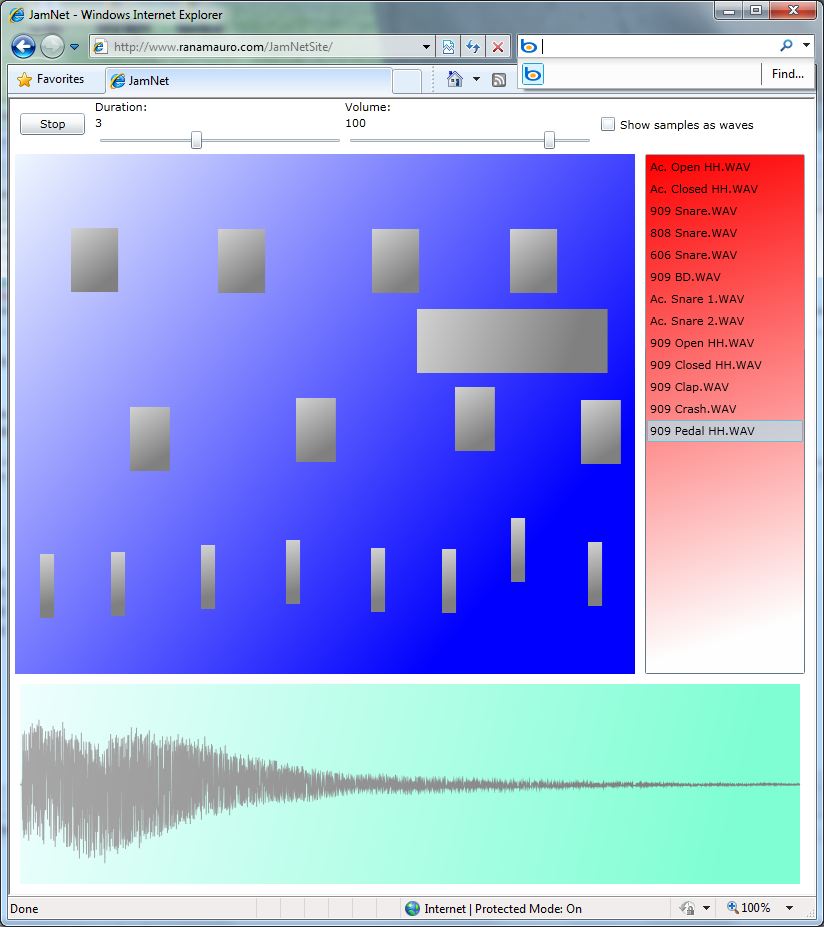 JamNet - Windows Internet Explorer
http://www.ranamauro.com/JamNetSite/
Favorites
JamNet
Find...
Duration:
3
Volume:
100
Stop
Show samples as waves
Ac. Open HH.WAV
Ac. Closed HH.WAV
909 Snare.WAV
808 Snare.WAV
606 Snare.WAV
909 BD.WAV
Ac. Snare 1.WAV
Ac. Snare 2.WAV
909 Open HH.WAV
909 Closed HH.WAV
909 Clap.WAV
909 Crash.WAV
909 Pedal HH.WAV
Done
Internet | Protected Mode: On
100%